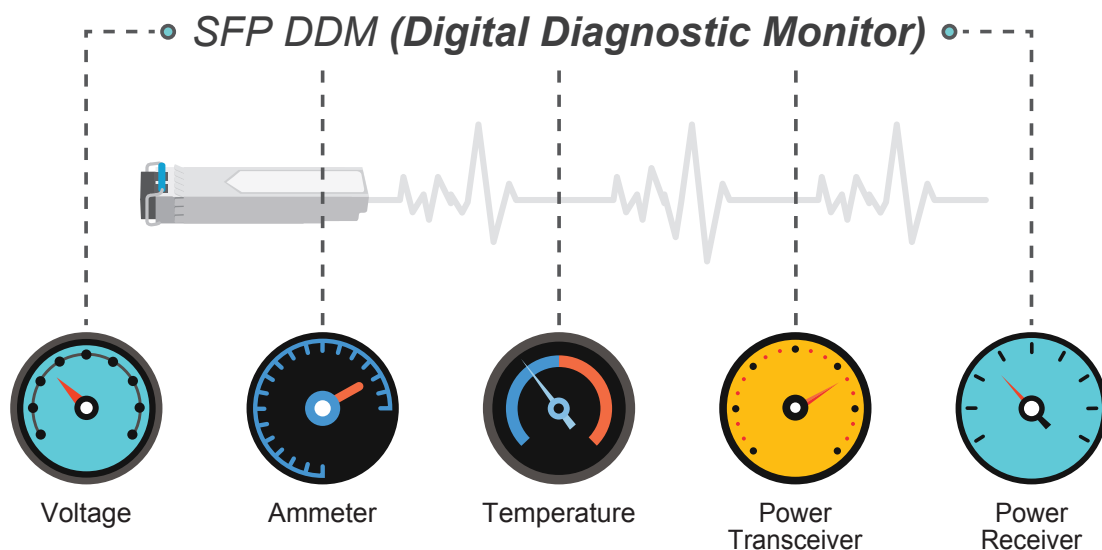 SFP DDM (Digital Diagnostic Monitor)
Voltage
Ammeter
Temperature
Power
Transceiver
Power
Receiver